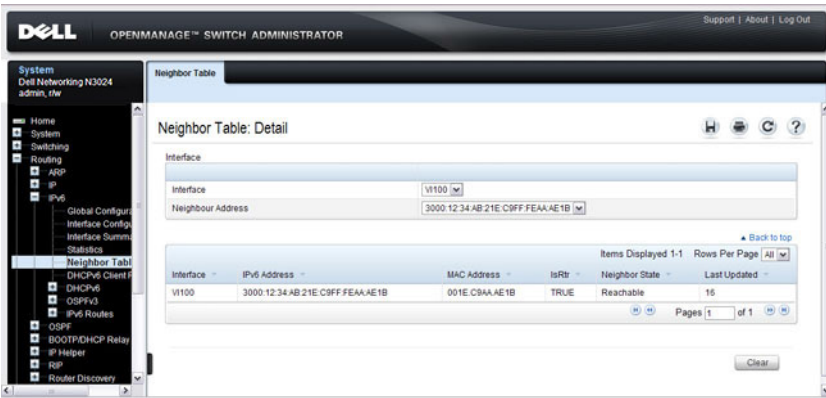 Support | About | Log Out
DELL OPENMANAGE™ SWITCH ADMINISTRATOR
System
Dell Networking N3024
admin, r/w
Home
System
Switching
Routing
ARP
IP
IPv6
Global Configura
Interface Configu
Interface Summa
Statistics
Neighbor Tabl
DHCPv6 Client P
DHCPv6
OSPFv3
IPv6 Routes
OSPF
BOOTP/DHCP Relay
IP Helper
RIP
Router Discovery
Neighbor Table
Neighbor Table: Detail
Interface
Interface Vl100
Neighbour Address 3000:12:34:AB:21E:C9FF:FEAA:AE1B
Back to top
Items Displayed 1-1 Rows Per Page All
Interface IPv6 Address MAC Address IsRtr Neighbor State Last Updated
Vl100 3000:12:34:AB:21E:C9FF:FEAA:AE1B 001E.C9AA.AE1B TRUE Reachable 16
Pages 1 of 1
Clear